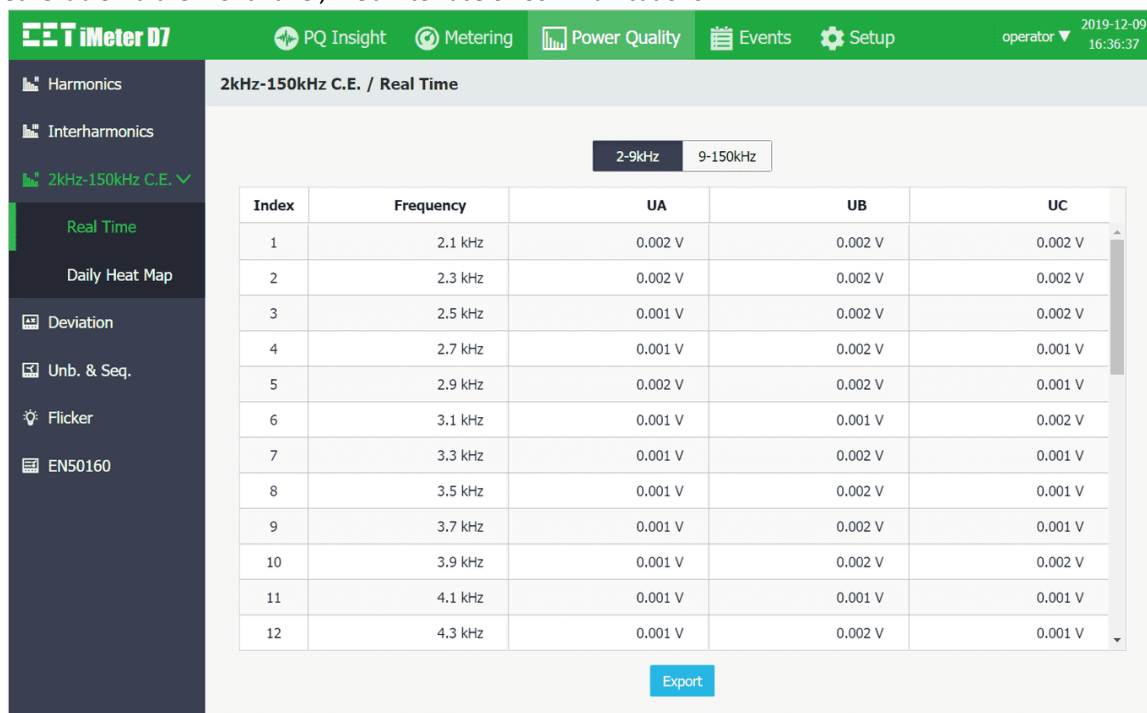 CET iMeter D7 PQ Insight Metering Power Quality Events Setup operator ▼ 2019-12-09
16:36:37
Harmonics
Interharmonics
2kHz-150kHz C.E.
Real Time
Daily Heat Map
Deviation
Unb. & Seq.
Flicker
EN50160
2kHz-150kHz C.E. / Real Time
2-9kHz 9-150kHz
Index Frequency UA UB UC
1 2.1 kHz 0.002 V 0.002 V 0.002 V
2 2.3 kHz 0.002 V 0.002 V 0.002 V
3 2.5 kHz 0.001 V 0.002 V 0.002 V
4 2.7 kHz 0.001 V 0.002 V 0.001 V
5 2.9 kHz 0.002 V 0.002 V 0.001 V
6 3.1 kHz 0.001 V 0.001 V 0.002 V
7 3.3 kHz 0.001 V 0.002 V 0.001 V
8 3.5 kHz 0.001 V 0.002 V 0.001 V
9 3.7 kHz 0.001 V 0.002 V 0.001 V
10 3.9 kHz 0.001 V 0.002 V 0.002 V
11 4.1 kHz 0.001 V 0.001 V 0.001 V
12 4.3 kHz 0.001 V 0.002 V 0.001 V
Export